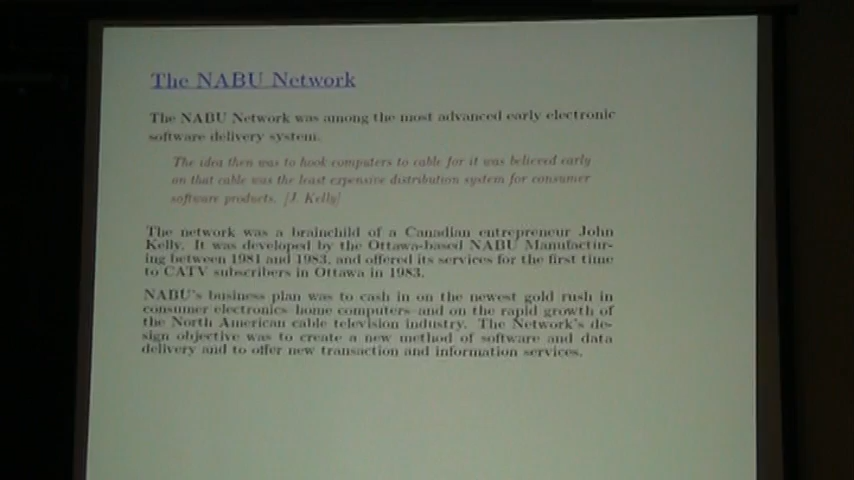 The NABU Network
The NABU Network was among the most advanced early electronic
software delivery system.
The idea then was to hook computers to cable for it was believed early
on that cable was the least expensive distribution system for consumer
software products. [J. Kelly]
The network was a brainchild of a Canadian entrepreneur John
Kelly. It was developed by the Ottawa-based NABU Manufactur-
ing between 1981 and 1983, and offered its services for the first time
to CATV subscribers in Ottawa in 1983.
NABU's business plan was to cash in on the newest gold rush in
consumer electronics–home computers–and on the rapid growth of
the North American cable television industry. The Network's de-
sign objective was to create a new method of software and data
delivery and to offer new transaction and information services.